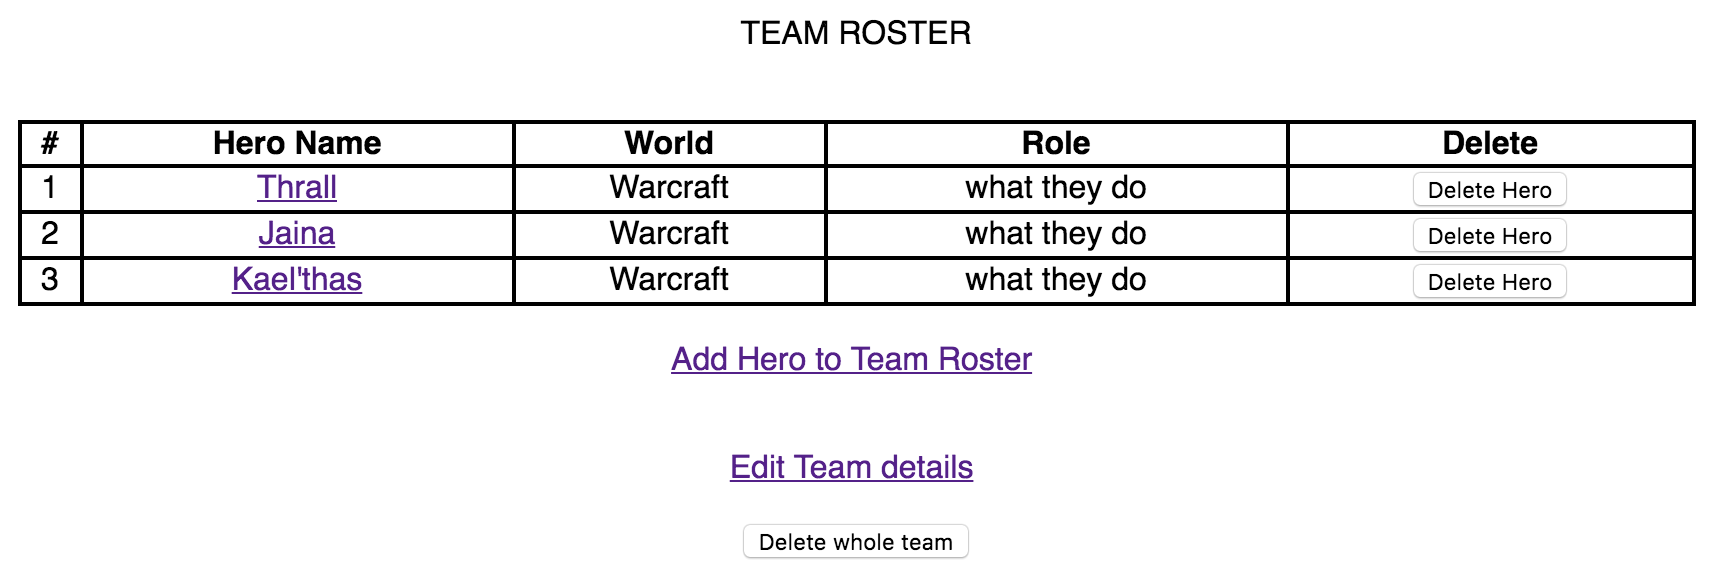 TEAM ROSTER
# Hero Name World Role Delete
1 Thrall Warcraft what they do Delete Hero
2 Jaina Warcraft what they do Delete Hero
3 Kael'thas Warcraft what they do Delete Hero
Add Hero to Team Roster
Edit Team details
Delete whole team